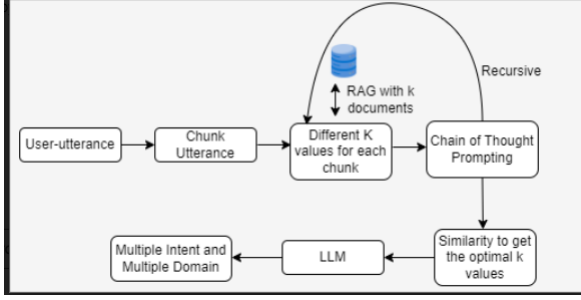 Recursive
RAG with k
documents
User-utterance
Chunk
Utterance
Different K
values for each
chunk
Chain of Thought
Prompting
Multiple Intent and
Multiple Domain
LLM
Similarity to get
the optimal k
values